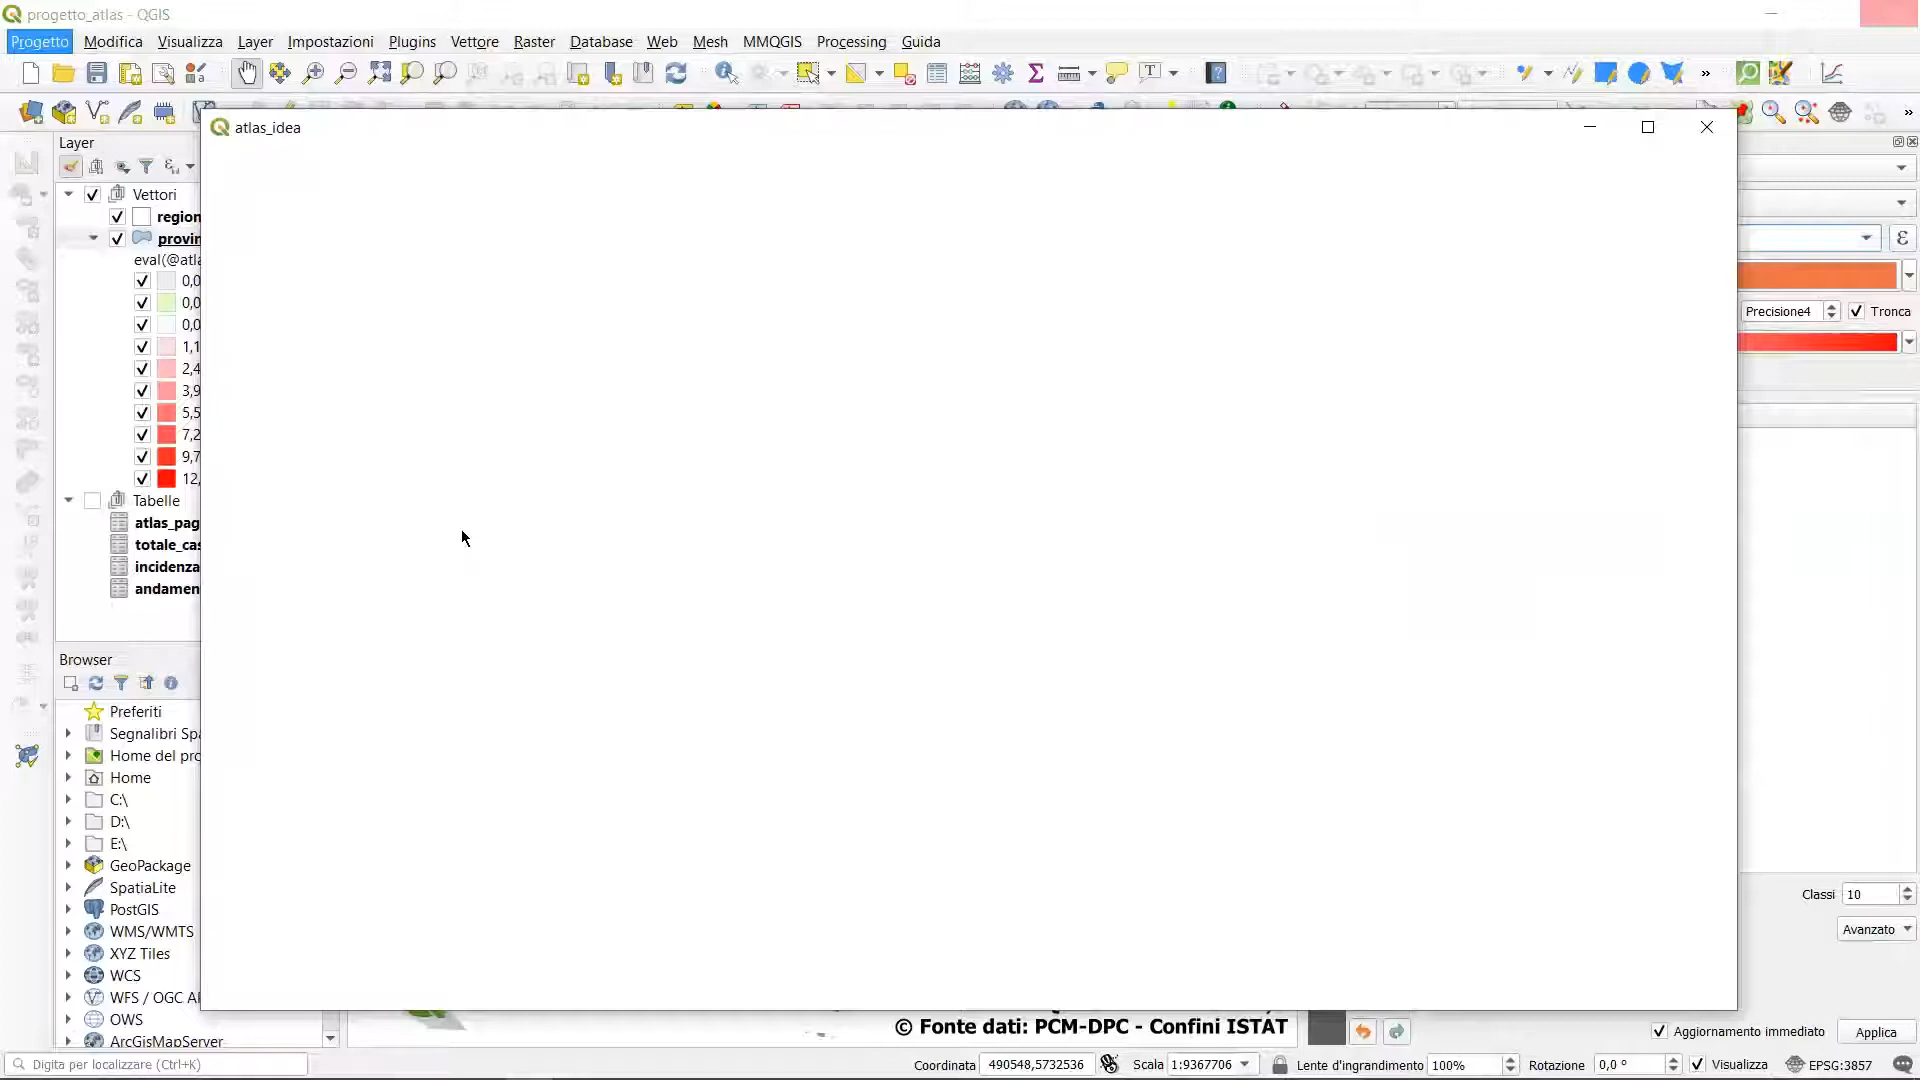 progetto_atlas - QGIS
Progetto Modifica Visualizza Layer Impostazioni Plugins Vettore Raster Database Web Mesh MMQGIS Processing Guida
atlas_idea
Layer
Vettori
region
provin
eval(@atla
0,0
0,0
0,0
1,1
2,4
3,9
5,5
7,2
9,7
12,
Tabelle
atlas_pag
totale_cas
incidenza
andamen
Precisione4 Tronca
Classi 10
Avanzato
Browser
Preferiti
Segnalibri Spa
Home del pro
Home
C:\
D:\
E:\
GeoPackage
SpatiaLite
PostGIS
WMS/WMTS
XYZ Tiles
WCS
WFS / OGC AP
OWS
ArcGisMapServer
© Fonte dati: PCM-DPC - Confini ISTAT
Aggiornamento immediato Applica
Digita per localizzare (Ctrl+K) Coordinata 490548,5732536 Scala 1:9367706 Lente d'ingrandimento 100% Rotazione 0,0 ° Visualizza EPSG:3857